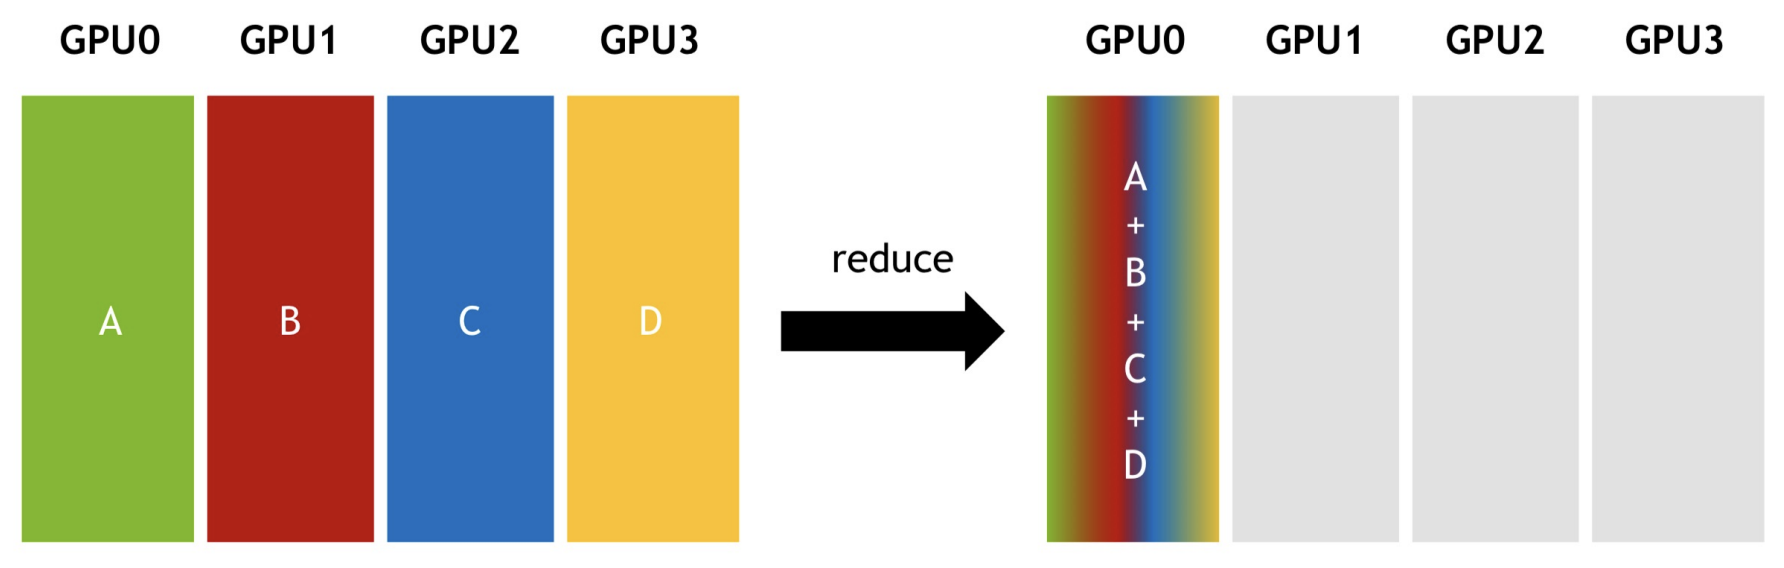 GPU0 GPU1 GPU2 GPU3 GPU0 GPU1 GPU2 GPU3
A B C D
reduce
A
+
B
+
C
+
D